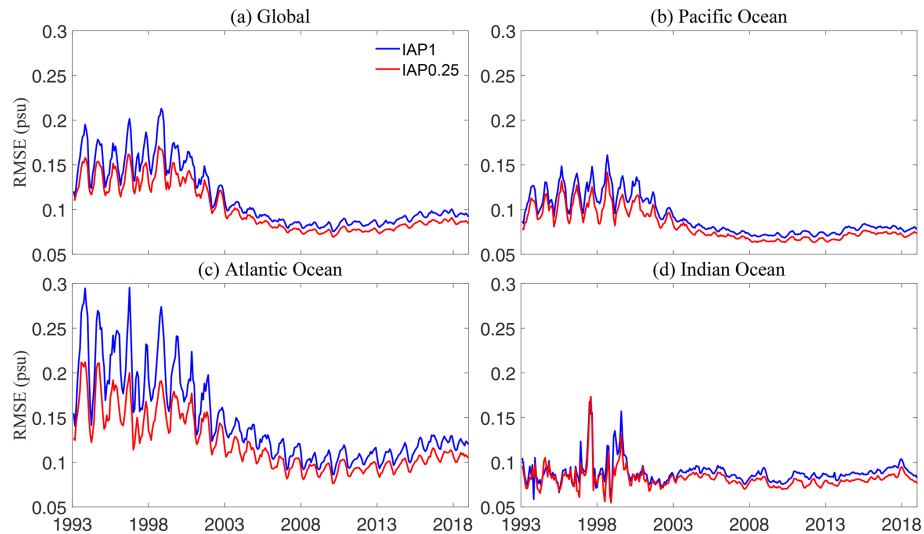 (a) Global
(b) Pacific Ocean
0.3
0.25
0.2
0.15
0.1
0.05
RMSE (psu)
IAP1
IAP0.25
0.3
0.25
0.2
0.15
0.1
0.05
(c) Atlantic Ocean
(d) Indian Ocean
0.3
0.25
0.2
0.15
0.1
0.05
RMSE (psu)
1993 1998 2003 2008 2013 2018
0.3
0.25
0.2
0.15
0.1
0.05
1993 1998 2003 2008 2013 2018